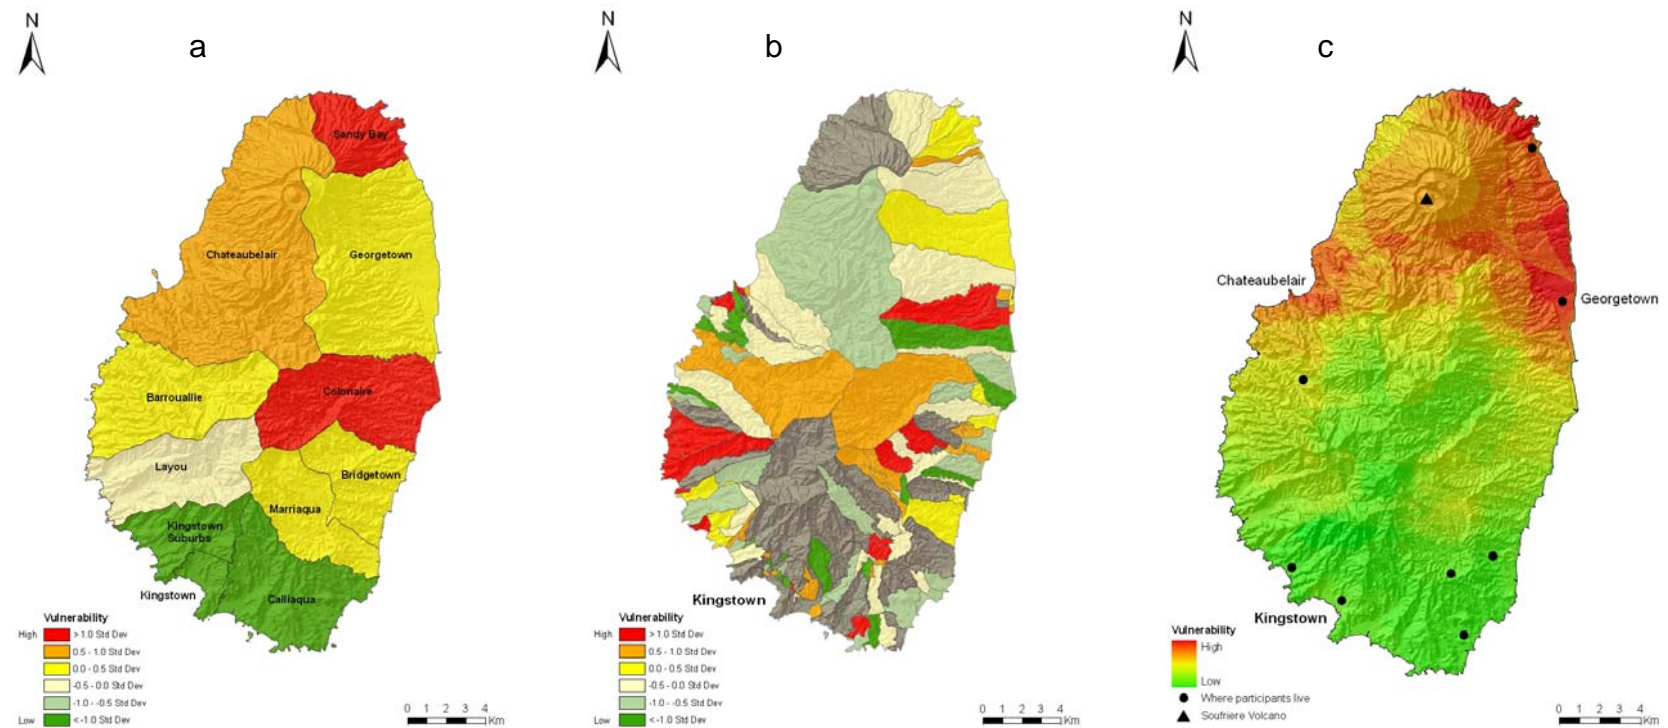 N
a
Sandy Bay
Chateaubelair
Georgetown
Barrouallie
Colonaire
Layou
Bridgetown
Marriaqua
Kingstown
Suburbs
Kingstown
Calliaqua
Vulnerability
High
> 1.0 Std Dev
0.5 - 1.0 Std Dev
0.0 - 0.5 Std Dev
-0.5 - 0.0 Std Dev
-1.0 - -0.5 Std Dev
Low
<-1.0 Std Dev
0 1 2 3 4
Km
N
b
Kingstown
Vulnerability
High
> 1.0 Std Dev
0.5 - 1.0 Std Dev
0.0 - 0.5 Std Dev
-0.5 - 0.0 Std Dev
-1.0 - -0.5 Std Dev
Low
<-1.0 Std Dev
0 1 2 3 4
Km
N
c
Chateaubelair
Georgetown
Kingstown
Vulnerability
High
Low
Where participants live
Soufriere Volcano
0 1 2 3 4
Km